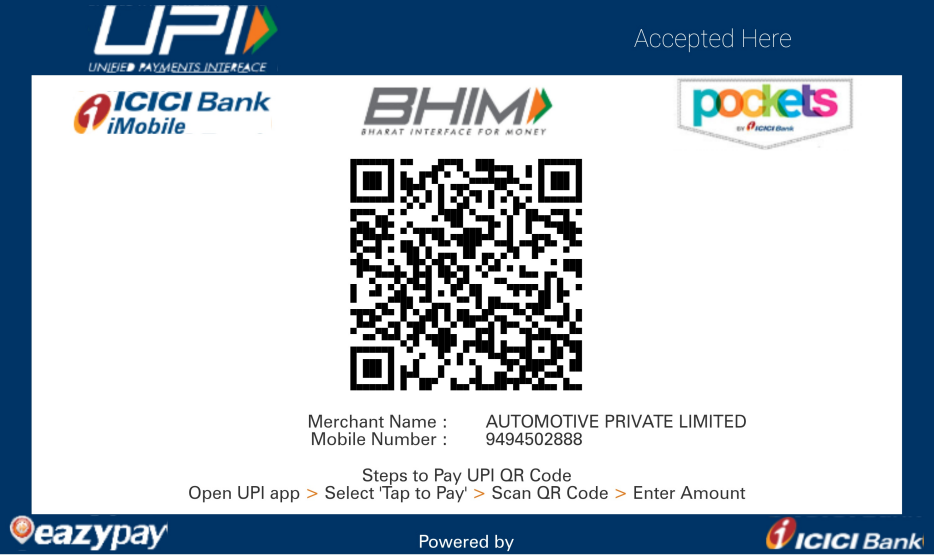 UPI
UNIFIED PAYMENTS INTERFACE
Accepted Here
ICICI Bank
iMobile
BHIM
BHARAT INTERFACE FOR MONEY
pockets
BY ICICI Bank
Merchant Name : AUTOMOTIVE PRIVATE LIMITED
Mobile Number : 9494502888
Steps to Pay UPI QR Code
Open UPI app > Select 'Tap to Pay' > Scan QR Code > Enter Amount
eazypay
Powered by
ICICI Bank